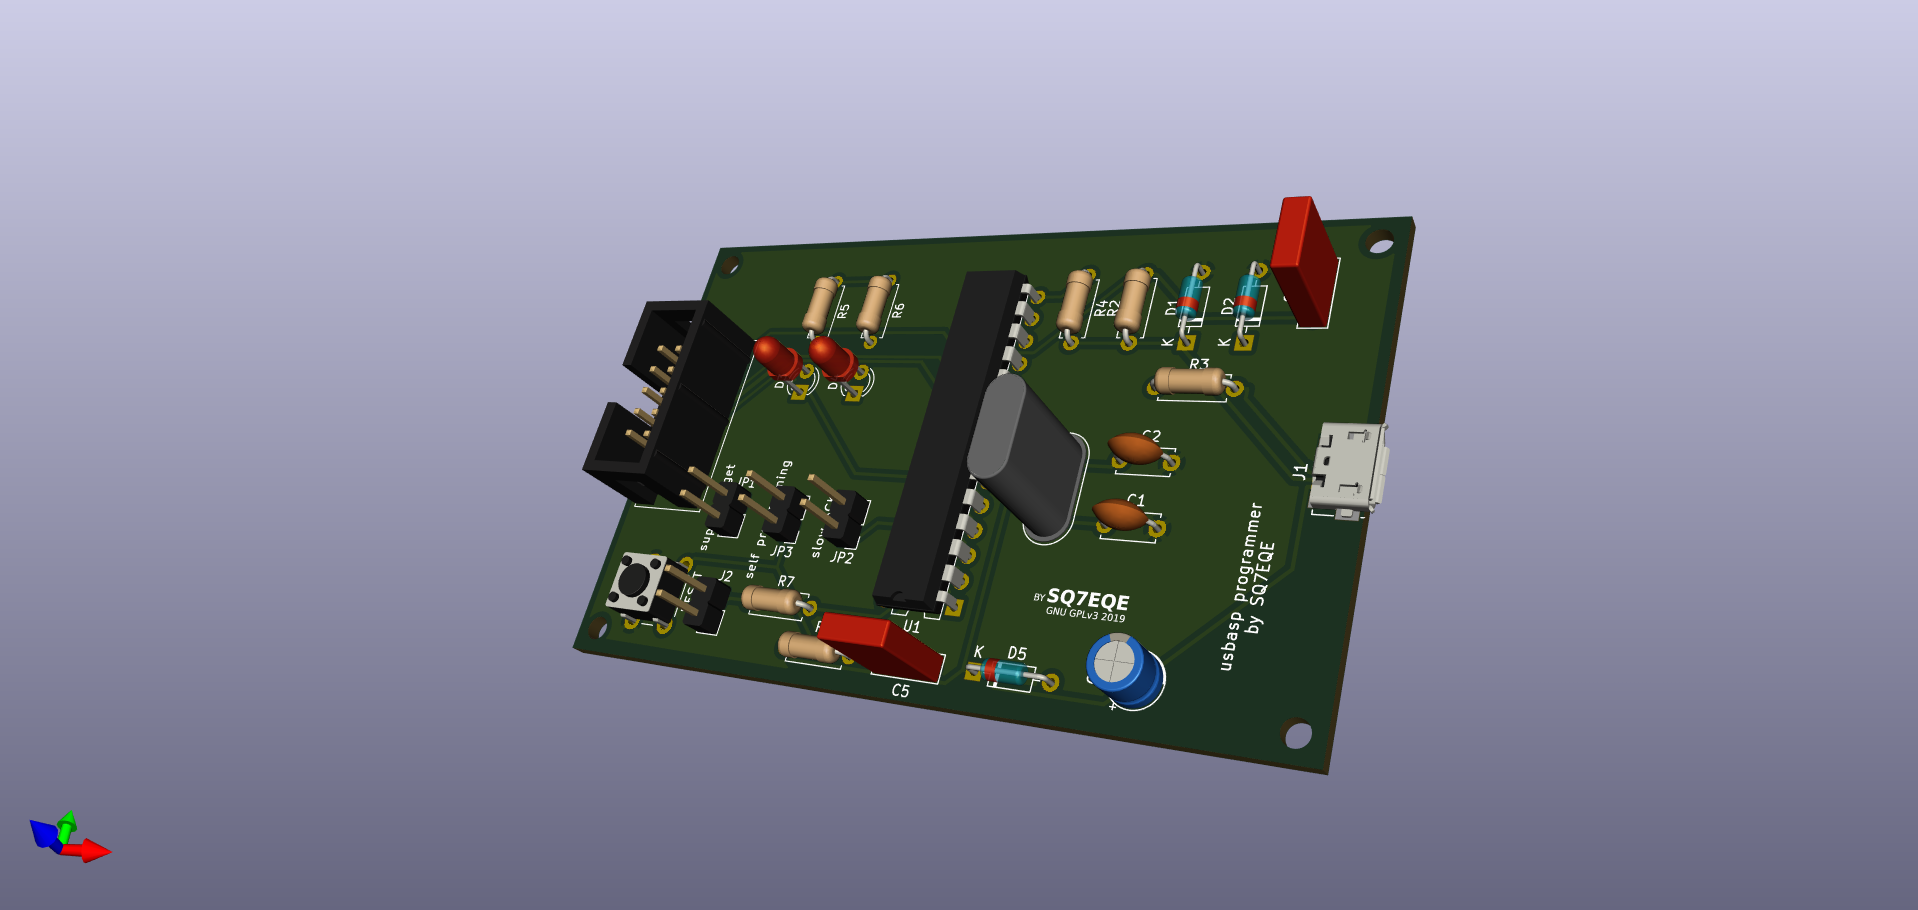 R5
R6
R4
R2
D1
D2
K
K
R3
J1
C2
C1
JP1
JP3
JP2
self
J2
R7
U1
C5
K
D5
+
BY SQ7EQE
GNU GPLv3 2019
usbasp programmer
by SQ7EQE